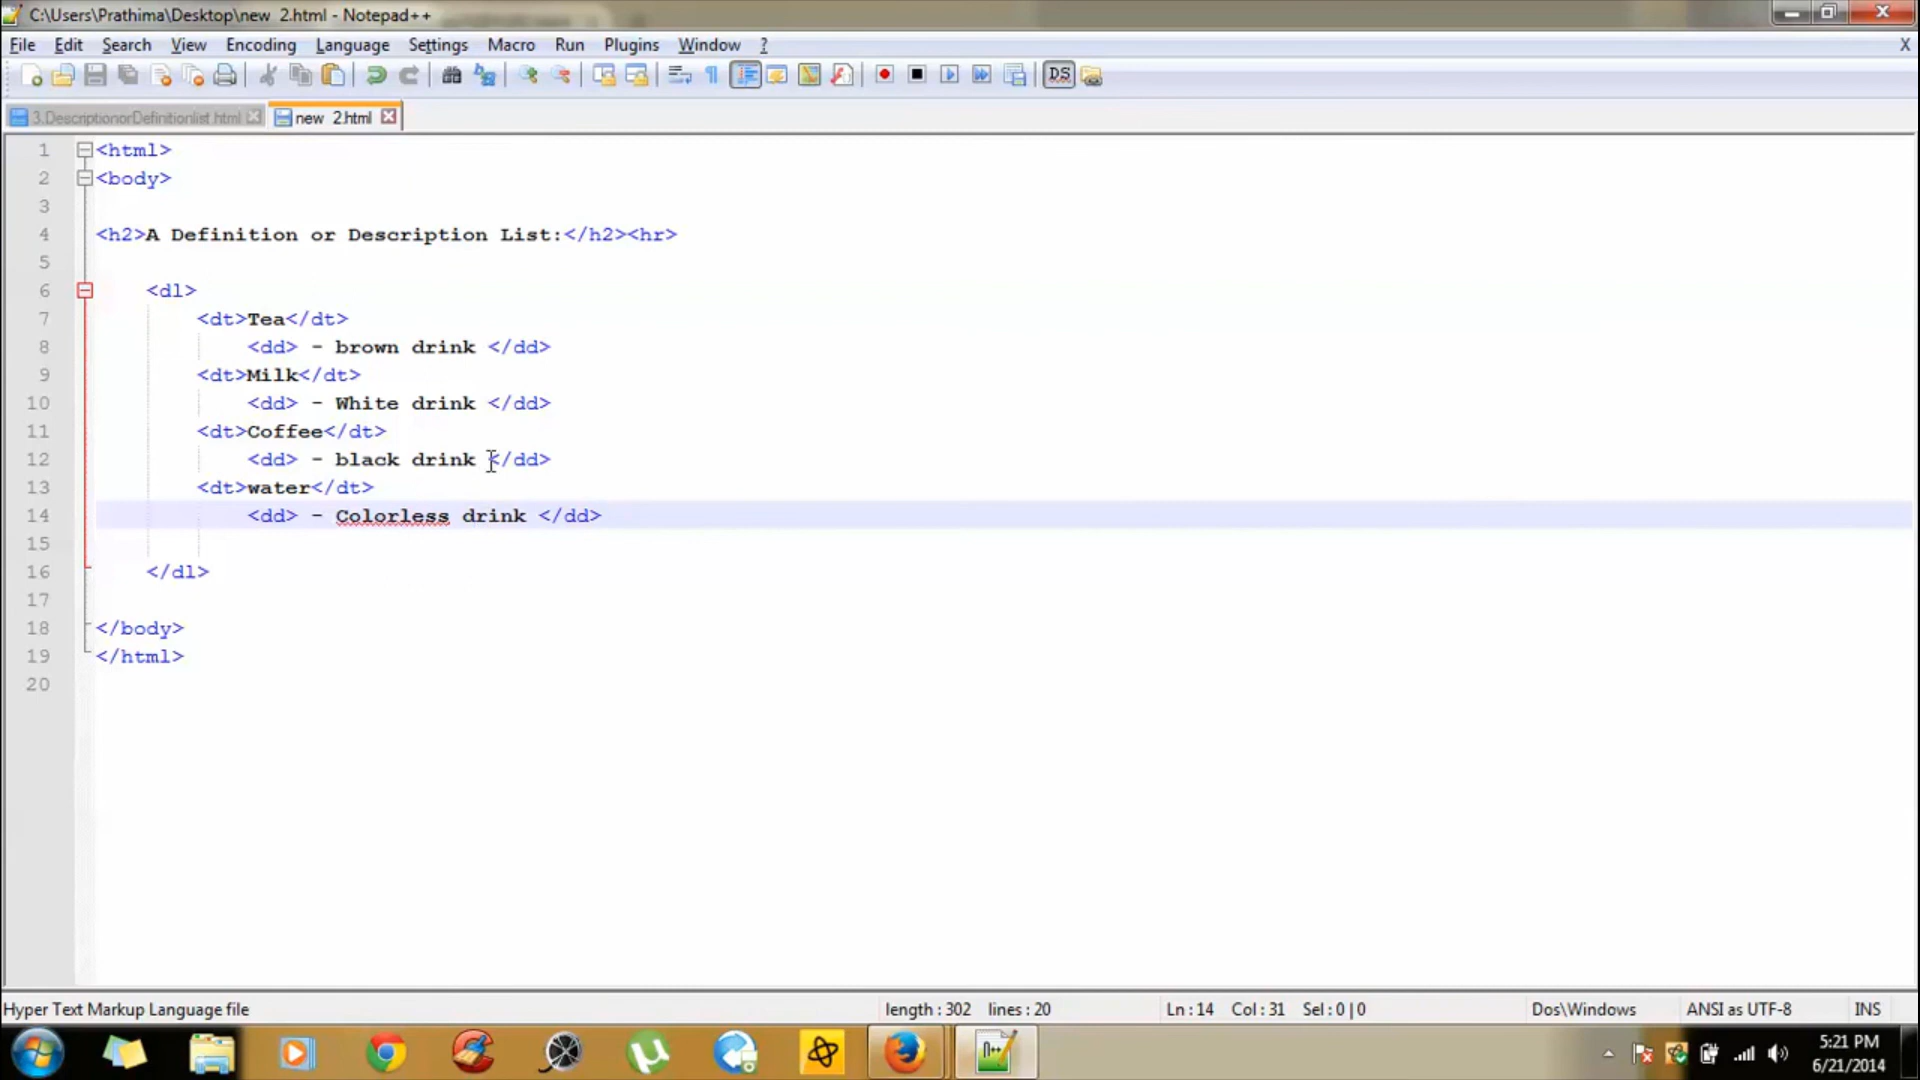 C:\Users\Prathima\Desktop\new  2.html - Notepad++
File Edit Search View Encoding Language Settings Macro Run Plugins Window ? X
DS
3.DescriptionorDefinitionlist.html new  2.html
1 <html>
2 <body>
3
4 <h2>A Definition or Description List:</h2><hr>
5
6 <dl>
7 <dt>Tea</dt>
8 <dd> - brown drink </dd>
9 <dt>Milk</dt>
10 <dd> - White drink </dd>
11 <dt>Coffee</dt>
12 <dd> - black drink </dd>
13 <dt>water</dt>
14 <dd> - Colorless drink </dd>
15
16 </dl>
17
18 </body>
19 </html>
20
Hyper Text Markup Language file length : 302 lines : 20 Ln : 14 Col : 31 Sel : 0 | 0 Dos\Windows ANSI as UTF-8 INS
5:21 PM
6/21/2014